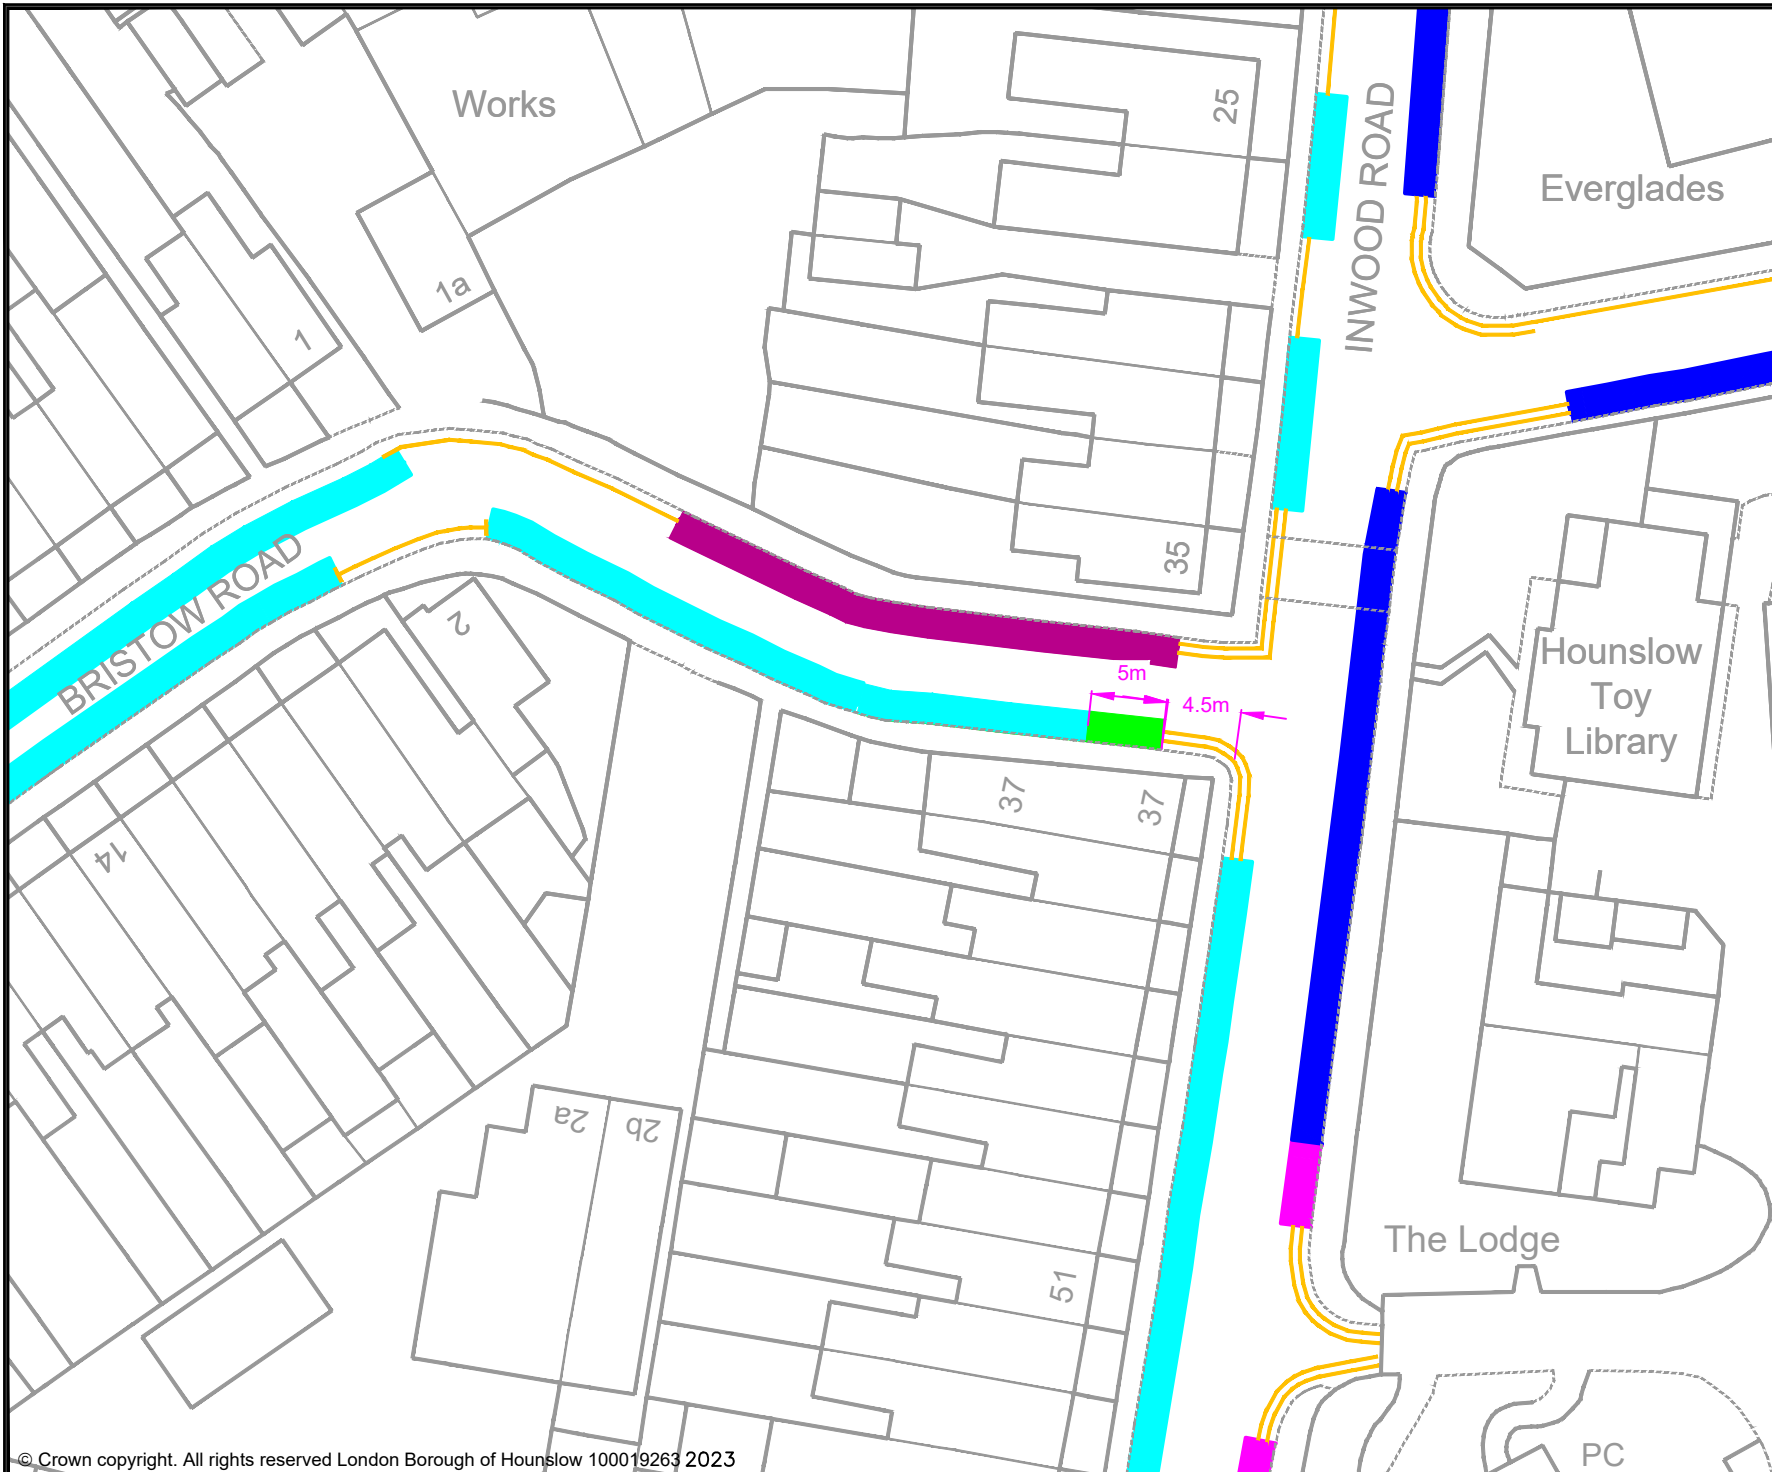 Works
25
INWOOD ROAD
Everglades
1a
1
35
BRISTOW ROAD
2
Hounslow
Toy
Library
5m
4.5m
37
37
14
2a
2b
51
The Lodge
PC
© Crown copyright. All rights reserved London Borough of Hounslow 100019263 2023